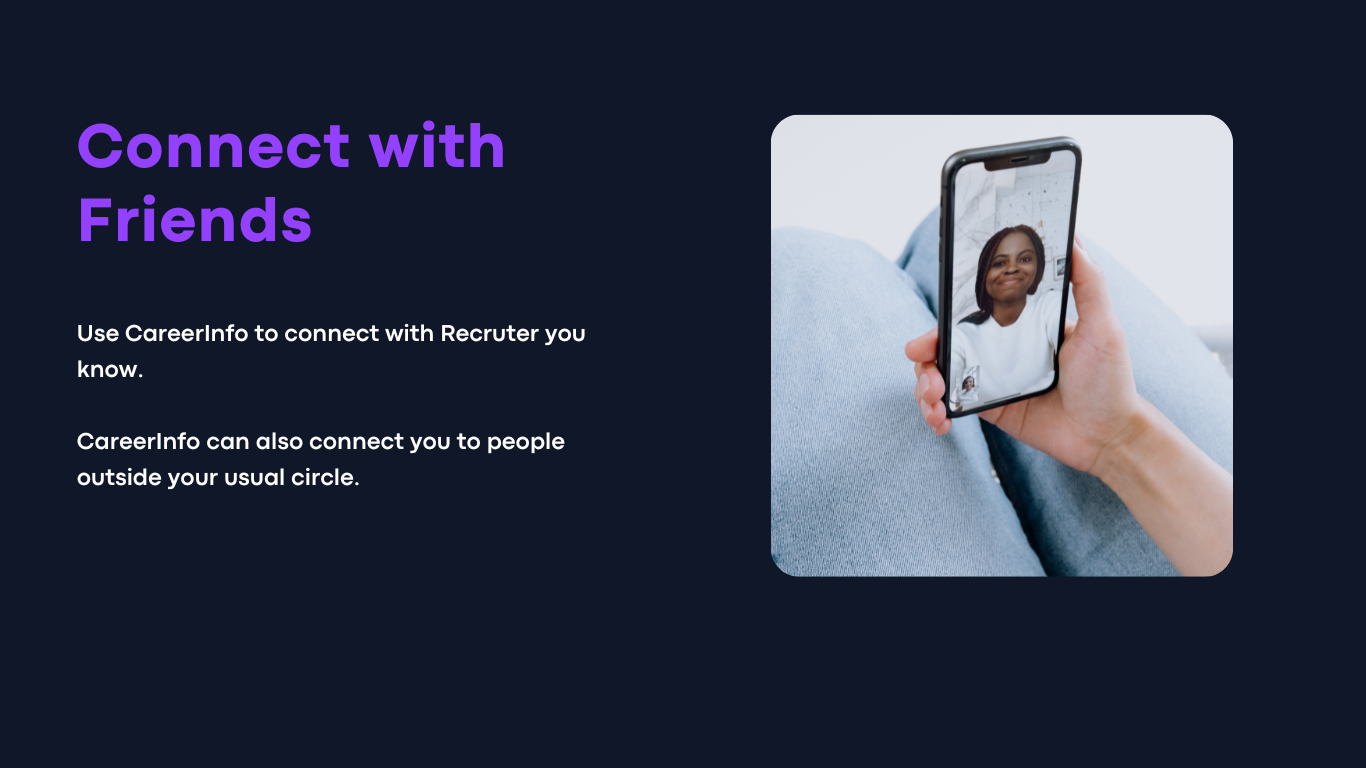 Connect with
Friends
Use CareerInfo to connect with Recruter you
know.
CareerInfo can also connect you to people
outside your usual circle.